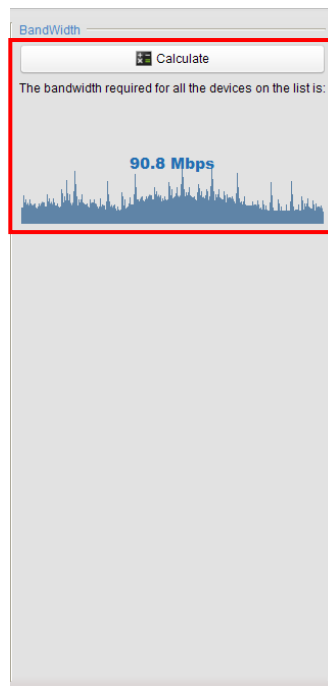 BandWidth
Calculate
The bandwidth required for all the devices on the list is:
90.8 Mbps